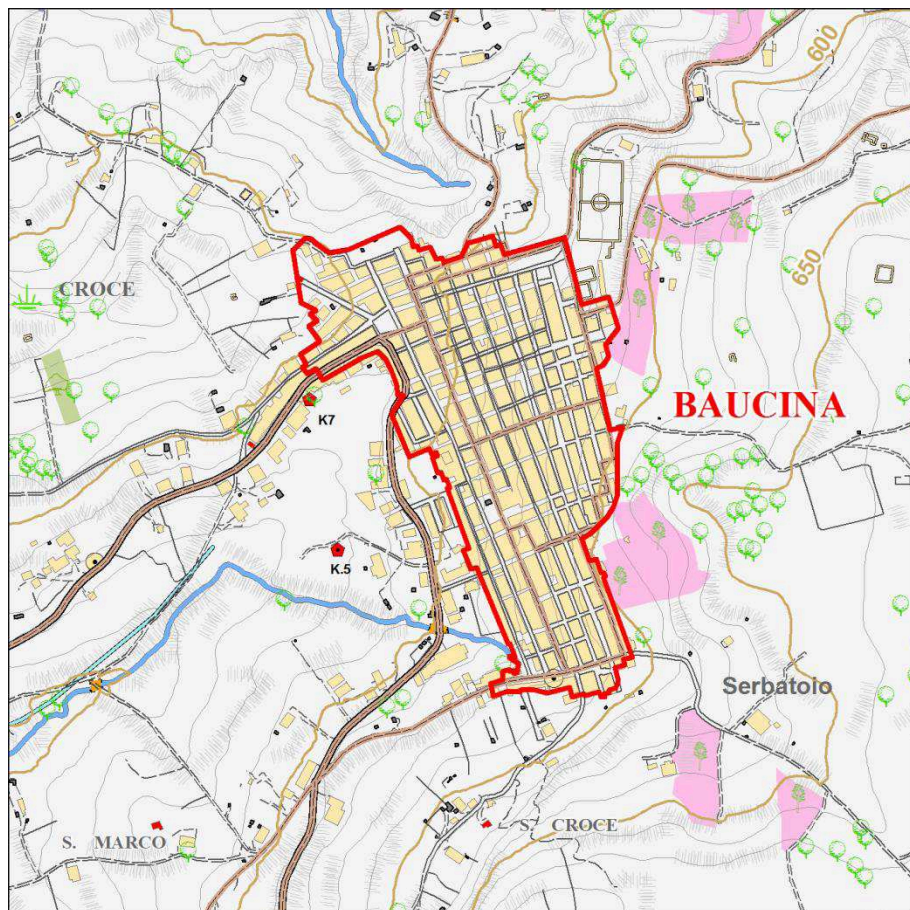 600
650
CROCE
BAUCINA
K7
K.5
Serbatoio
S. CROCE
S. MARCO